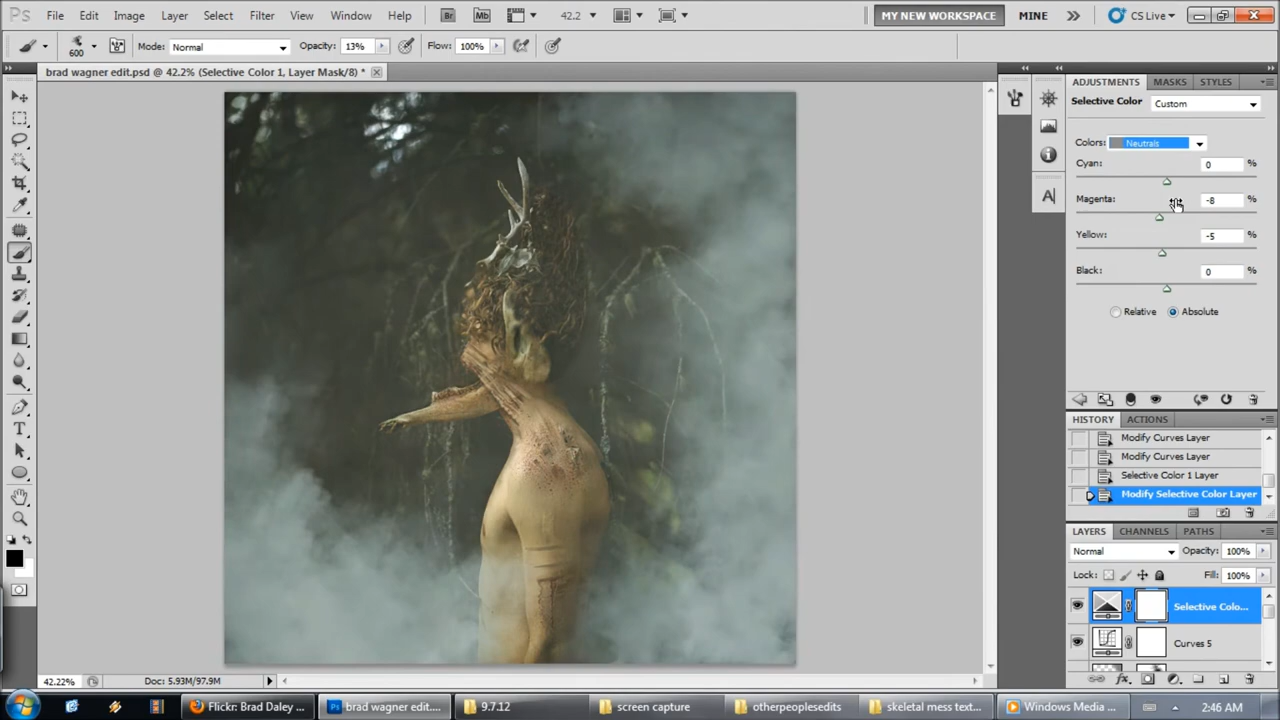 Ps File Edit Image Layer Select Filter View Window Help Br Mb 42.2 MY NEW WORKSPACE MINE CS Live
600 Mode: Normal Opacity: 13% Flow: 100%
brad wagner edit.psd @ 42.2% (Selective Color 1, Layer Mask/8) *
ADJUSTMENTS MASKS STYLES
Selective Color Custom
Colors: Neutrals
Cyan: 0 %
Magenta: -8 %
Yellow: -5 %
Black: 0 %
Relative Absolute
HISTORY ACTIONS
Modify Curves Layer
Modify Curves Layer
Selective Color 1 Layer
Modify Selective Color Layer
LAYERS CHANNELS PATHS
Normal Opacity: 100%
Lock: Fill: 100%
Selective Colo...
Curves 5
42.22% Doc: 5.93M/97.9M
Flickr: Brad Daley ... Ps brad wagner edit.... 9.7.12 screen capture otherpeoplesedits skeletal mess text... Windows Media ... 2:46 AM